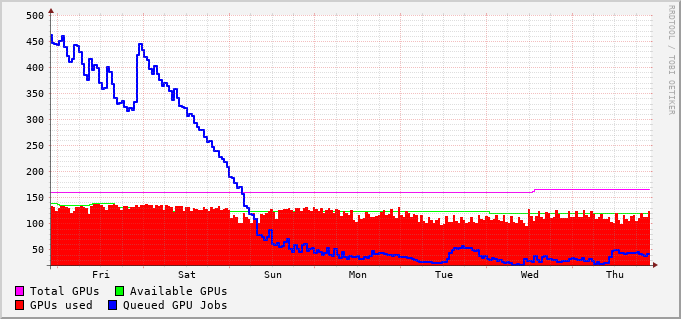 500
450
400
350
300
250
200
150
100
50
Fri Sat Sun Mon Tue Wed Thu
Total GPUs Available GPUs
GPUs used Queued GPU Jobs
RRDTOOL / TOBI OETIKER